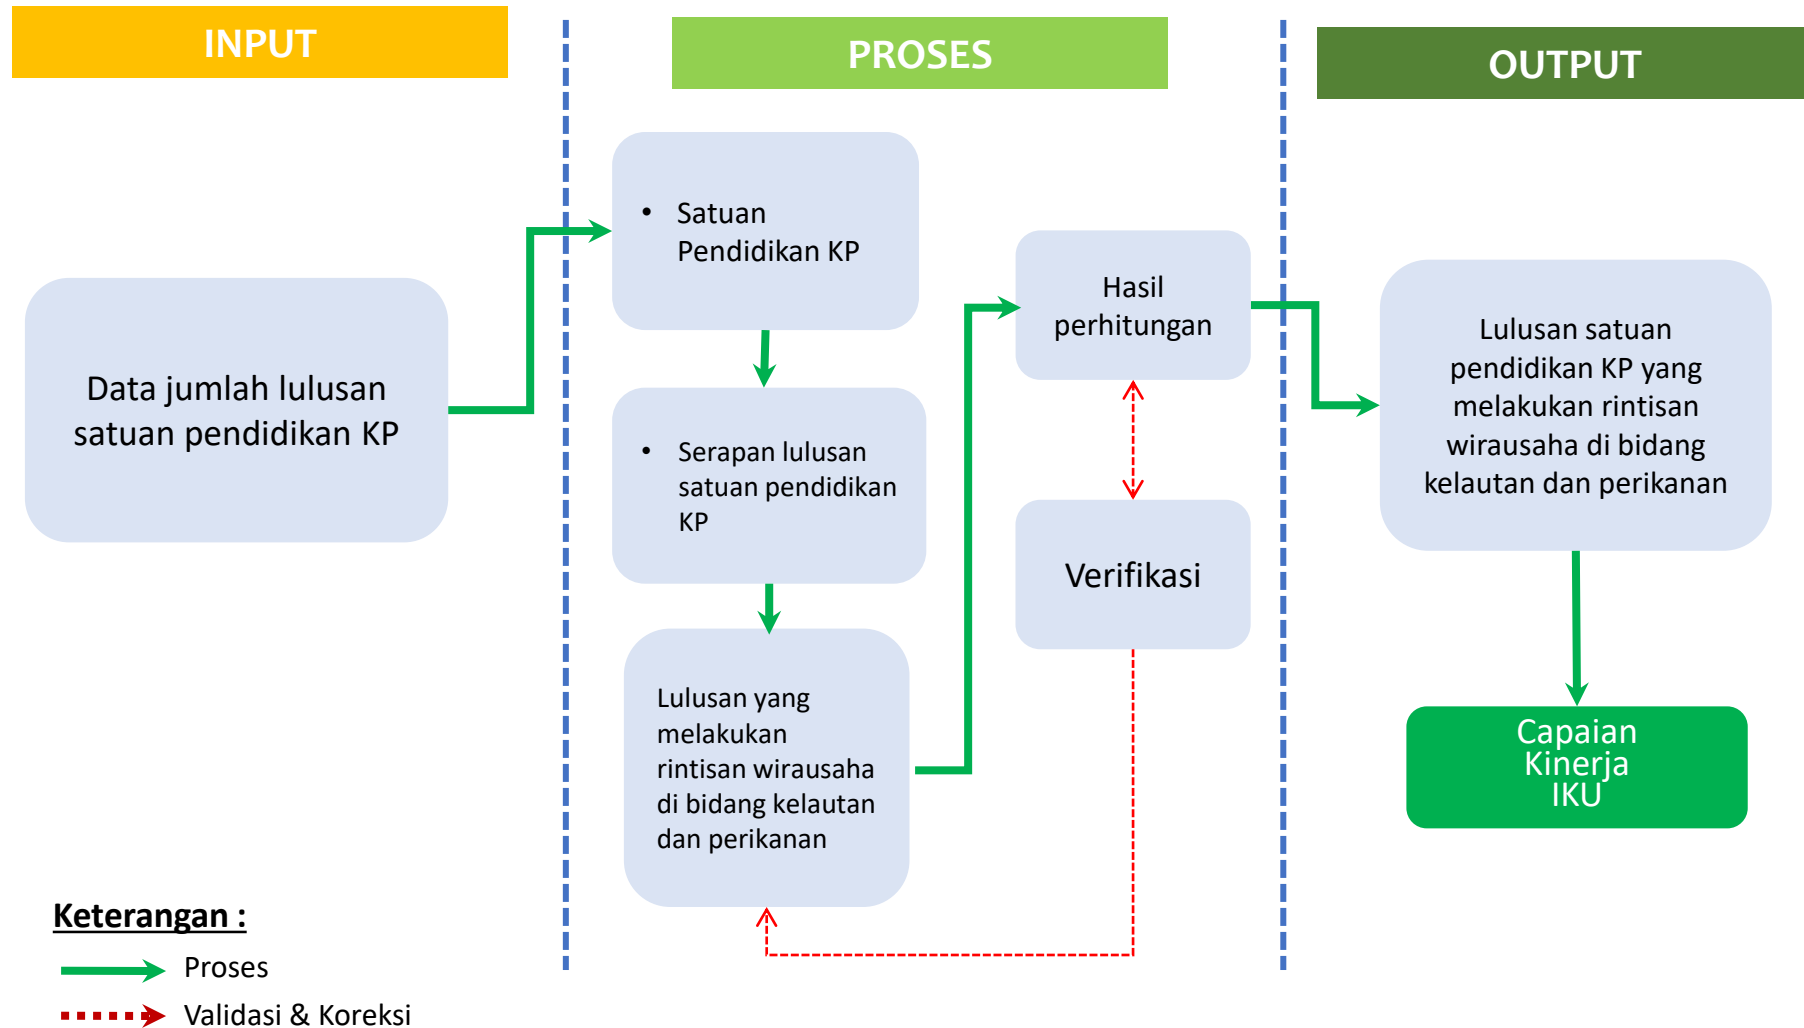 INPUT
PROSES
OUTPUT
Data jumlah lulusan
satuan pendidikan KP
• Satuan
Pendidikan KP
• Serapan lulusan
satuan pendidikan
KP
Lulusan yang
melakukan
rintisan wirausaha
di bidang kelautan
dan perikanan
Hasil
perhitungan
Verifikasi
Lulusan satuan
pendidikan KP yang
melakukan rintisan
wirausaha di bidang
kelautan dan perikanan
Capaian
Kinerja
IKU
Keterangan :
Proses
Validasi & Koreksi